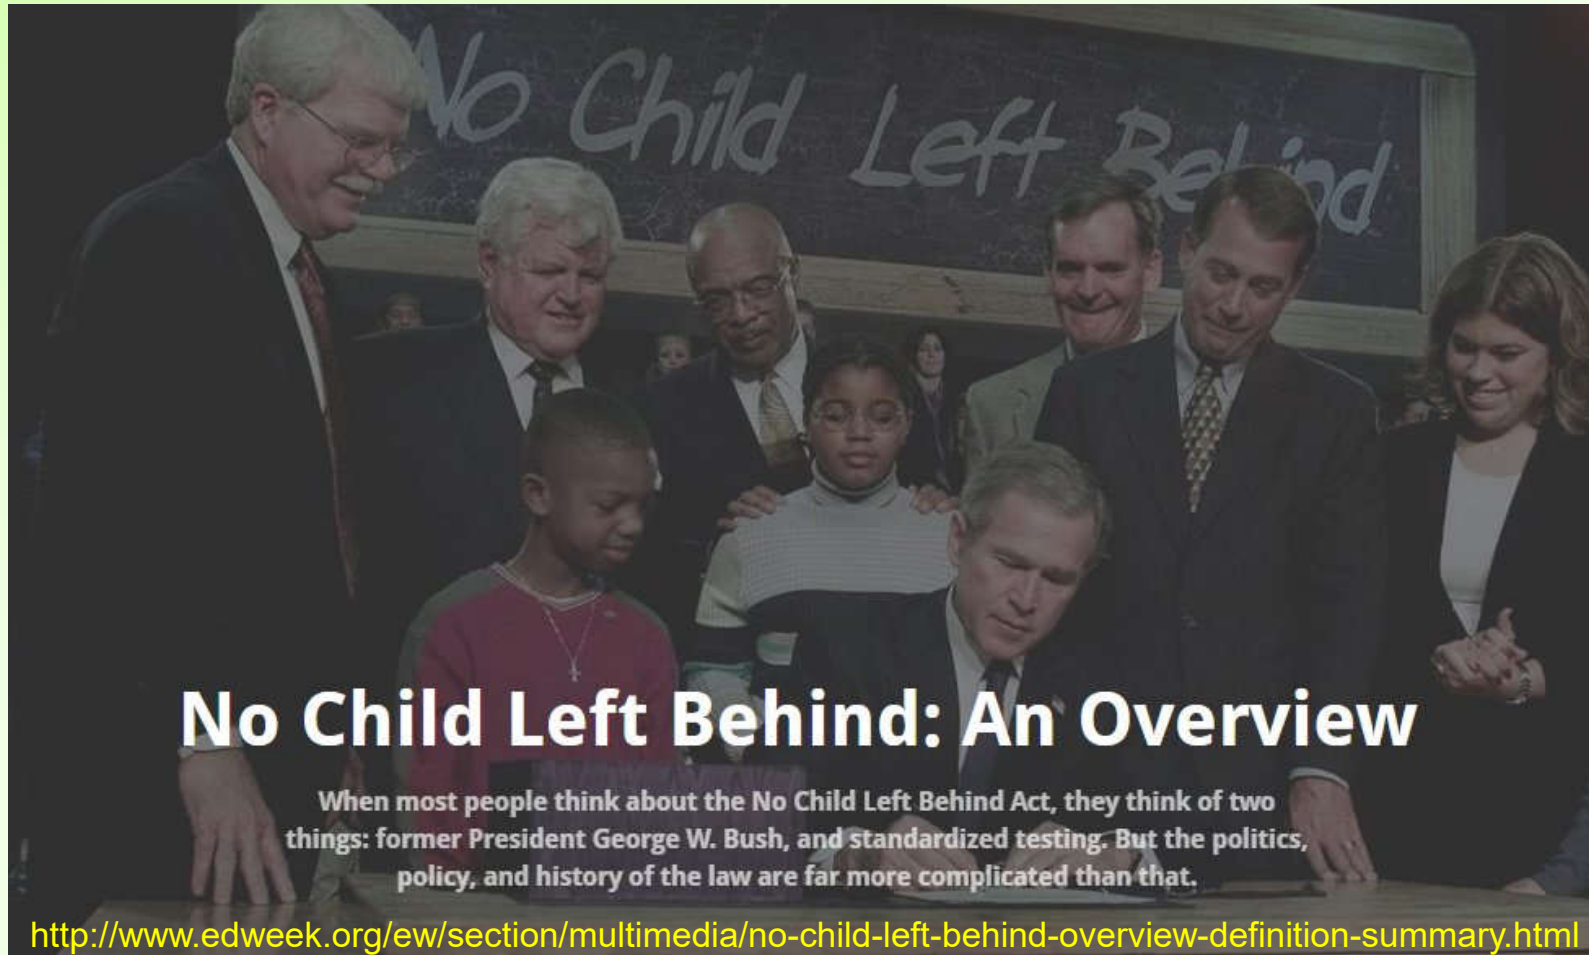 No Child Left Behind
No Child Left Behind: An Overview
When most people think about the No Child Left Behind Act, they think of two
things: former President George W. Bush, and standardized testing. But the politics,
policy, and history of the law are far more complicated than that.
http://www.edweek.org/ew/section/multimedia/no-child-left-behind-overview-definition-summary.html